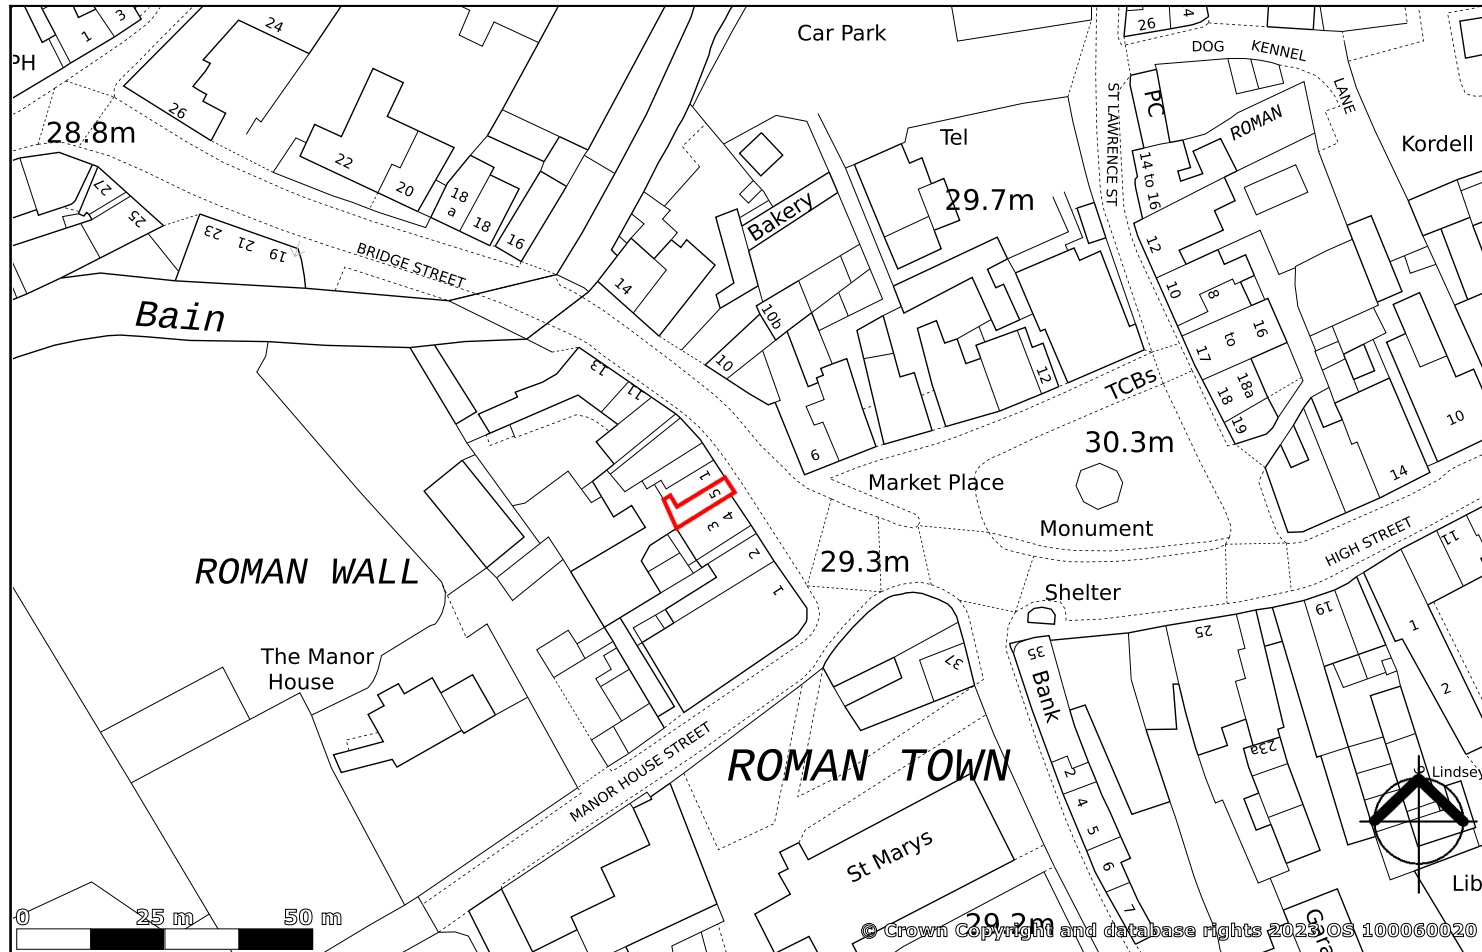 24
3
1
PH
26
28.8m
22
20
18
a
18
16
27
25
23
21
19
BRIDGE STREET
Bain
Car Park
Tel
29.7m
Bakery
14
10b
10
6
12
26
4
DOG KENNEL
LANE
ST LAWRENCE ST
PC
ROMAN
Kordell
14 to 16
12
10
8
to
16
17
18a
18
19
TCBs
30.3m
Market Place
Monument
10
14
HIGH STREET
11
13
11
1
5
4
3
2
1
29.3m
Shelter
ROMAN WALL
The Manor
House
MANOR HOUSE STREET
37
35
Bank
25
19
1
2
23a
ROMAN TOWN
St Marys
2
4
5
6
7
Lindsey
Lib
Gara
29.2m
0 25 m 50 m
© Crown Copyright and database rights 2023 OS 100060020